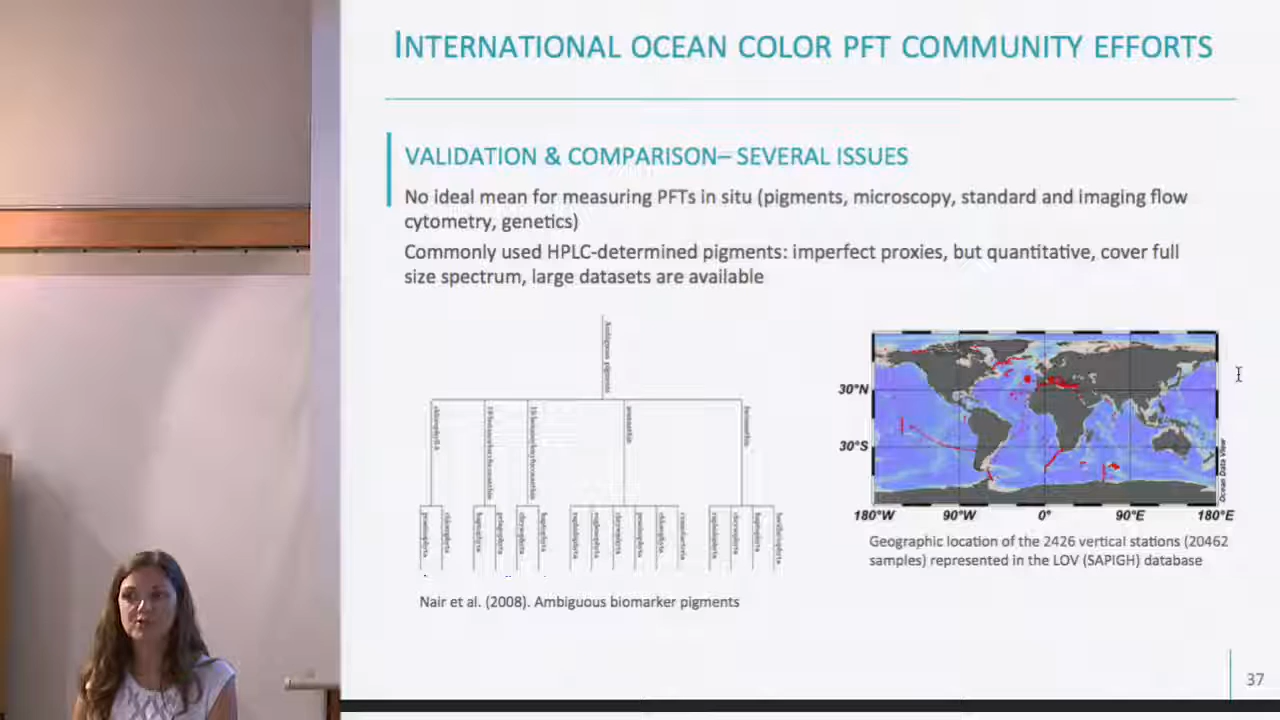 INTERNATIONAL OCEAN COLOR PFT COMMUNITY EFFORTS
VALIDATION & COMPARISON– SEVERAL ISSUES
No ideal mean for measuring PFTs in situ (pigments, microscopy, standard and imaging flow
cytometry, genetics)
Commonly used HPLC-determined pigments: imperfect proxies, but quantitative, cover full
size spectrum, large datasets are available
Ambiguous pigments
30°N
30°S
180°W 90°W 0° 90°E 180°E
Ocean Data View
Geographic location of the 2426 vertical stations (20462
samples) represented in the LOV (SAPIGH) database
Nair et al. (2008). Ambiguous biomarker pigments
37